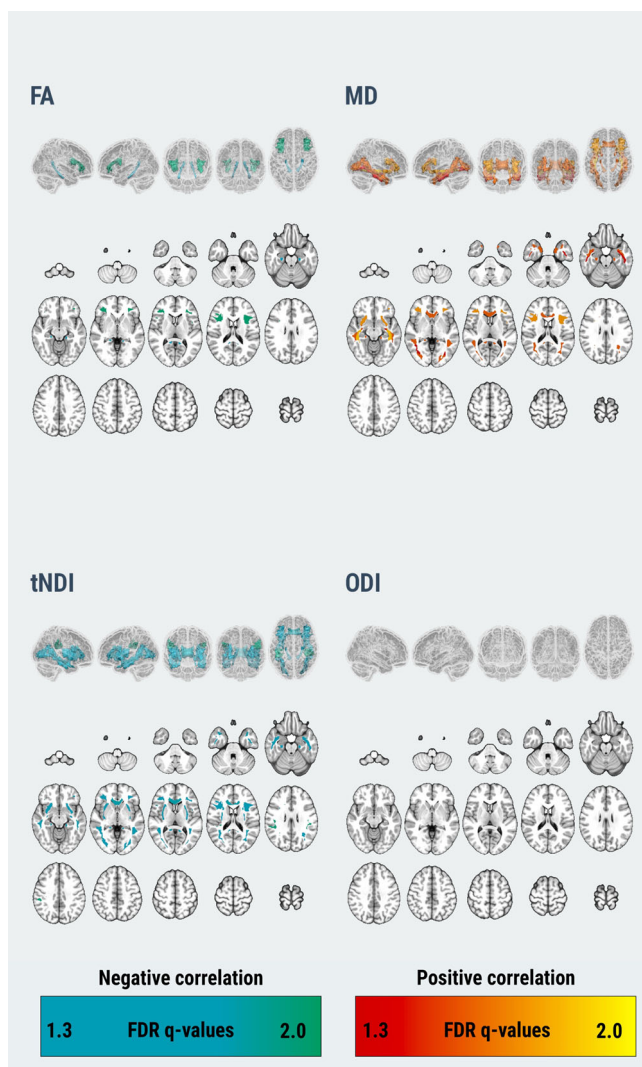 FA
MD
tNDI
ODI
Negative correlation
Positive correlation
1.3 FDR q-values 2.0
1.3 FDR q-values 2.0